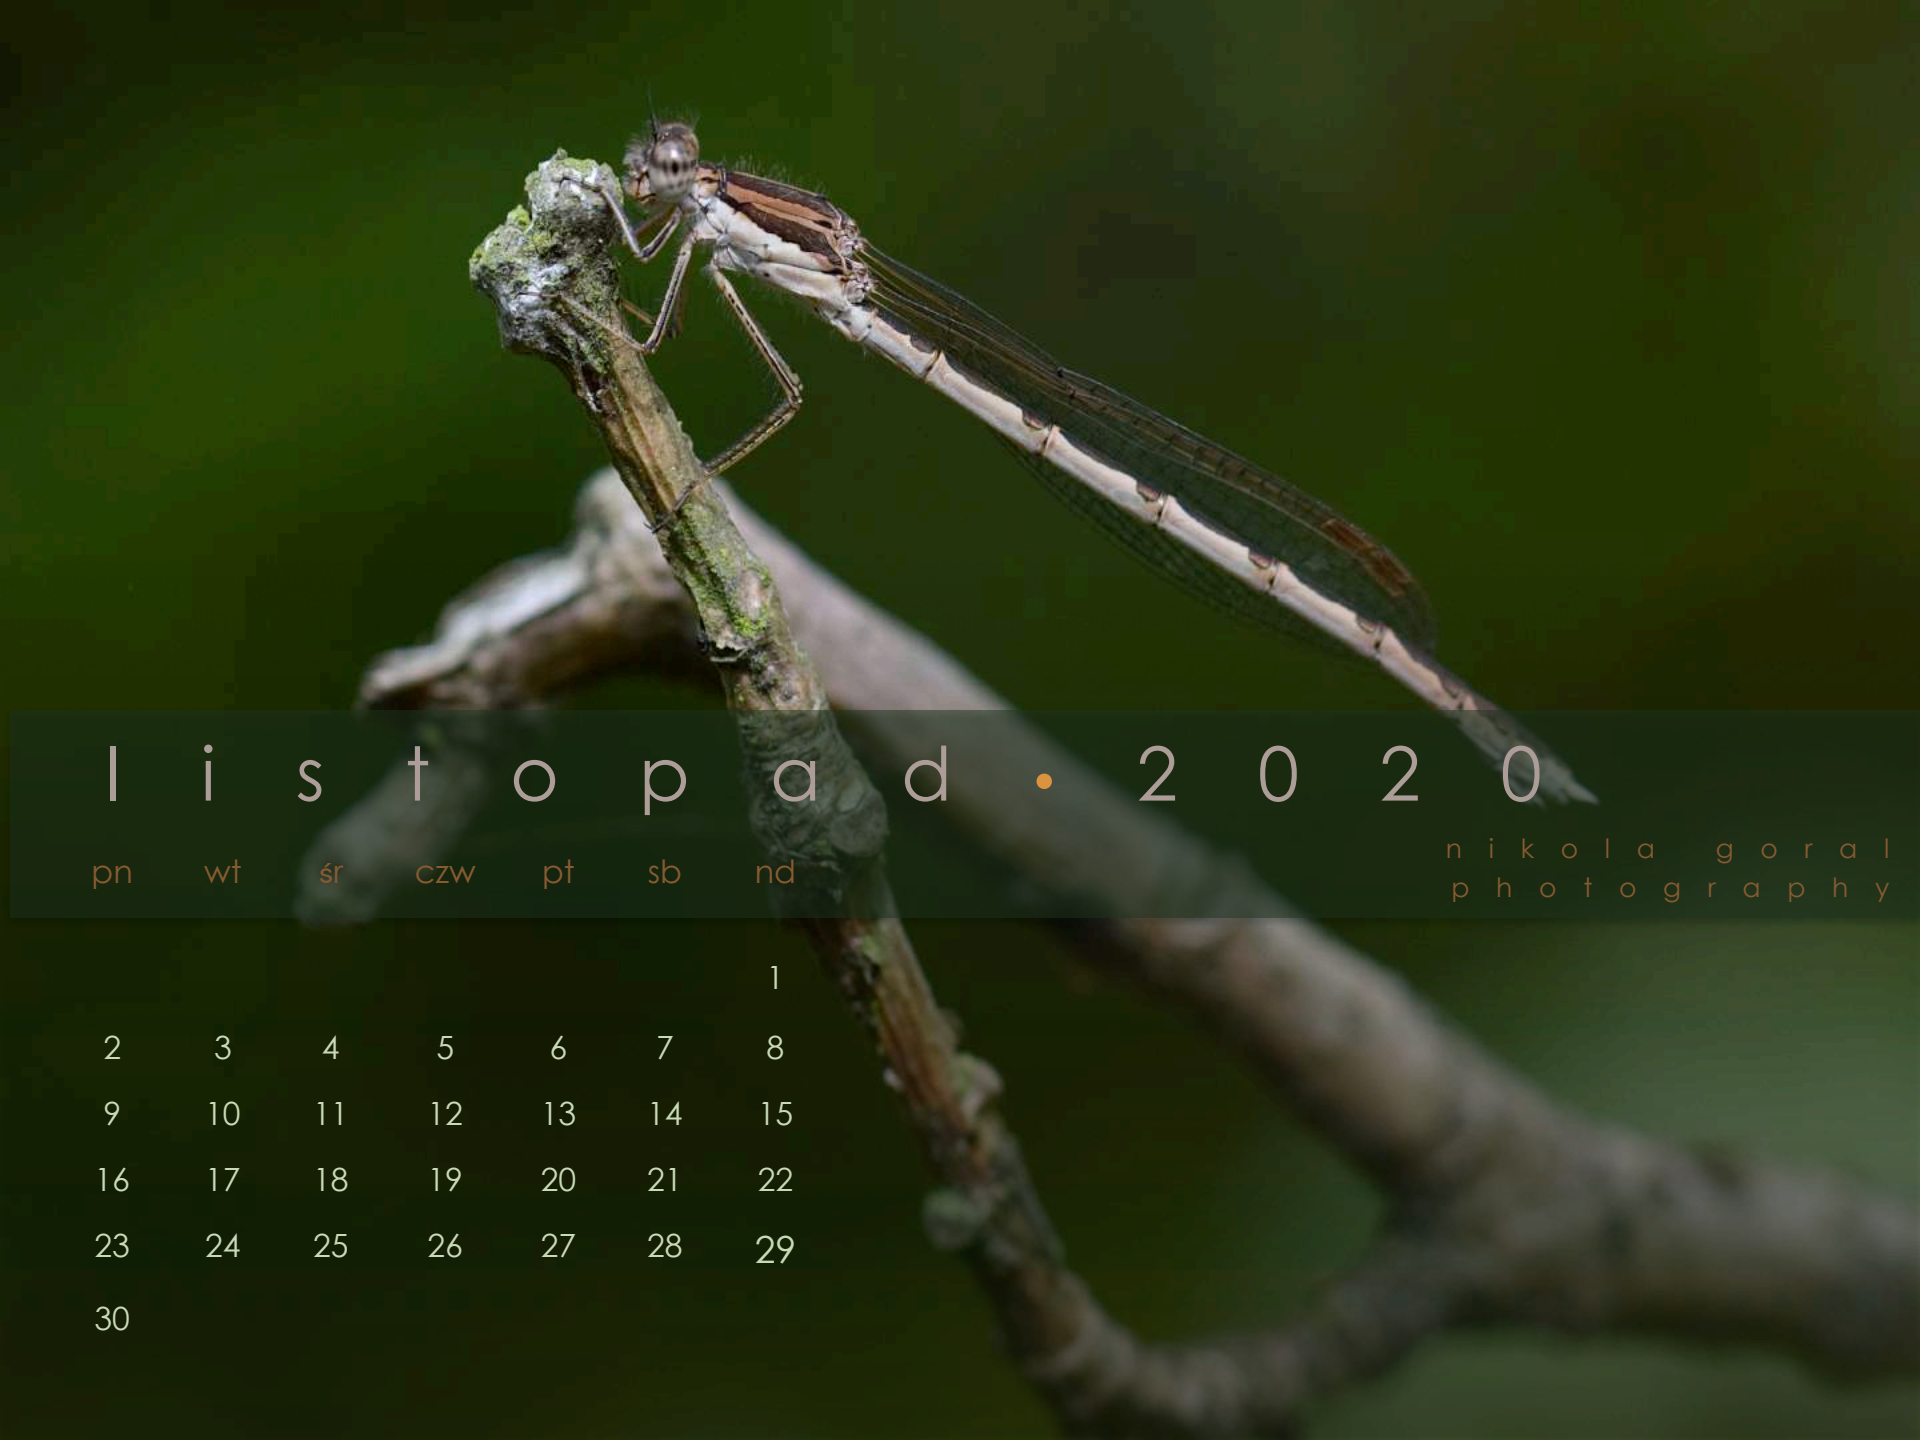 listopad • 2020
nikola goral
photography
pn wt śr czw pt sb nd
1
2 3 4 5 6 7 8
9 10 11 12 13 14 15
16 17 18 19 20 21 22
23 24 25 26 27 28 29
30